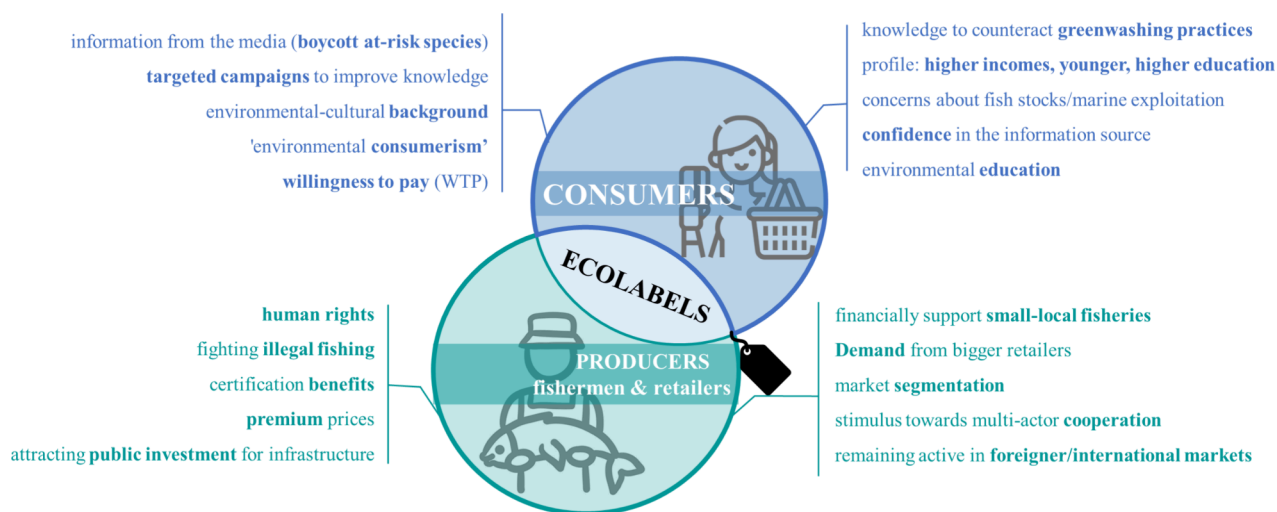 information from the media (boycott at-risk species)
targeted campaigns to improve knowledge
environmental-cultural background
'environmental consumerism’
willingness to pay (WTP)
knowledge to counteract greenwashing practices
profile: higher incomes, younger, higher education
concerns about fish stocks/marine exploitation
confidence in the information source
environmental education
CONSUMERS
ECOLABELS
PRODUCERS
fishermen & retailers
human rights
fighting illegal fishing
certification benefits
premium prices
attracting public investment for infrastructure
financially support small-local fisheries
Demand from bigger retailers
market segmentation
stimulus towards multi-actor cooperation
remaining active in foreigner/international markets